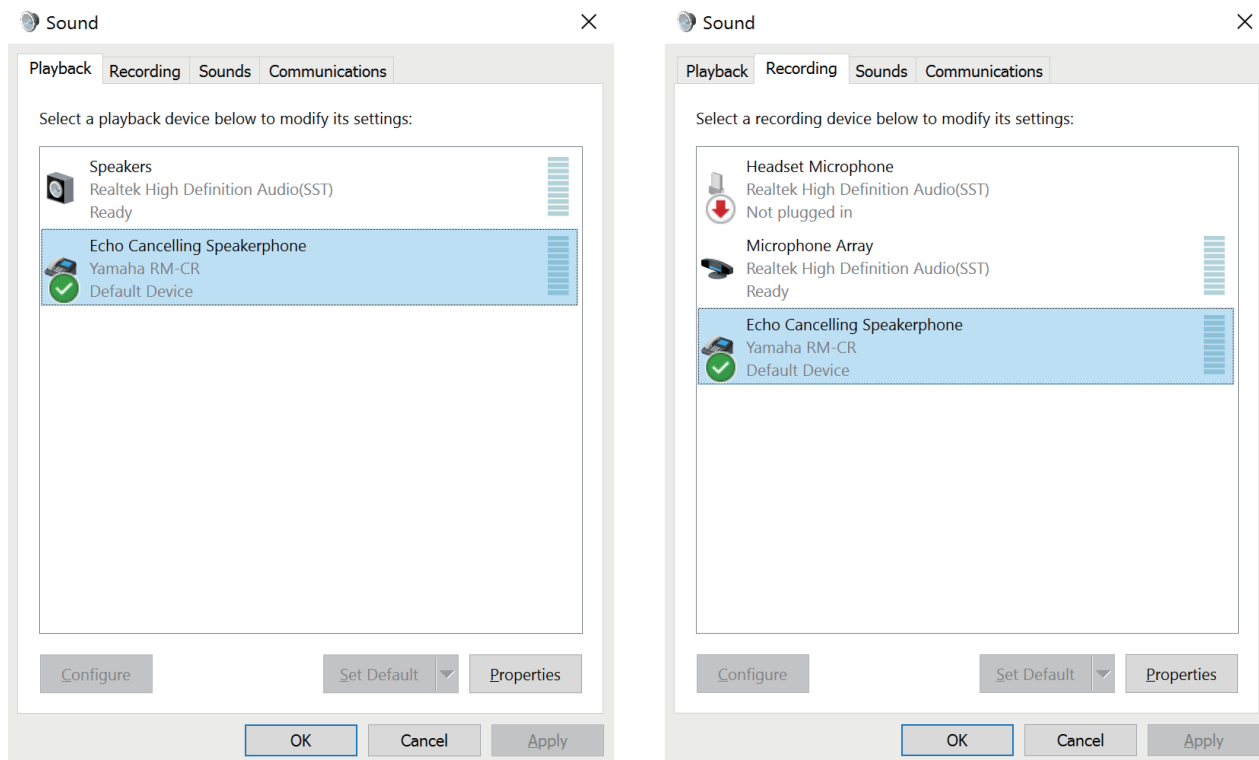 Sound
Playback Recording Sounds Communications
Select a playback device below to modify its settings:
Speakers
Realtek High Definition Audio(SST)
Ready
Echo Cancelling Speakerphone
Yamaha RM-CR
Default Device
Configure Set Default Properties
OK Cancel Apply
Sound
Playback Recording Sounds Communications
Select a recording device below to modify its settings:
Headset Microphone
Realtek High Definition Audio(SST)
Not plugged in
Microphone Array
Realtek High Definition Audio(SST)
Ready
Echo Cancelling Speakerphone
Yamaha RM-CR
Default Device
Configure Set Default Properties
OK Cancel Apply